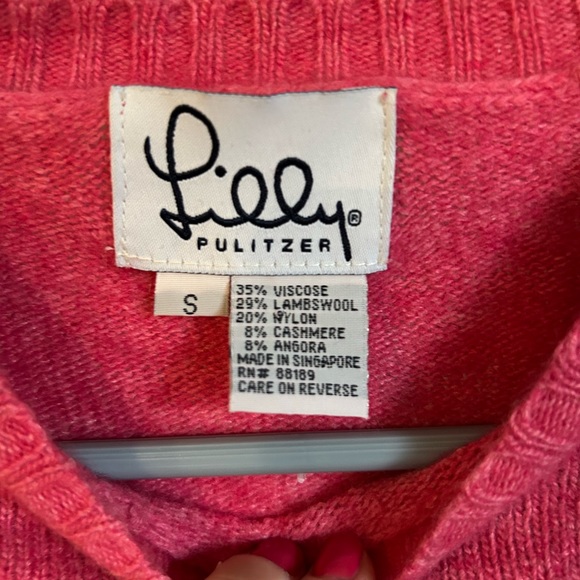 Lilly®
PULITZER
S
35% VISCOSE
29% LAMBSWOOL
20% NYLON
8% CASHMERE
8% ANGORA
MADE IN SINGAPORE
RN# 88189
CARE ON REVERSE